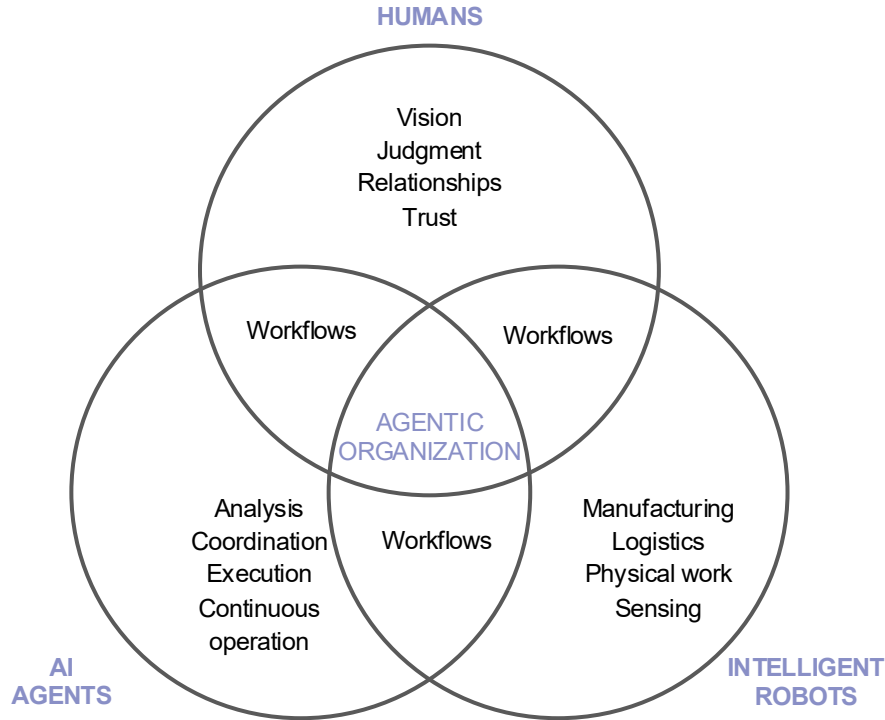 HUMANS
Vision
Judgment
Relationships
Trust
Workflows
Workflows
AGENTIC
ORGANIZATION
Analysis
Coordination
Execution
Continuous
operation
Workflows
Manufacturing
Logistics
Physical work
Sensing
AI
AGENTS
INTELLIGENT
ROBOTS